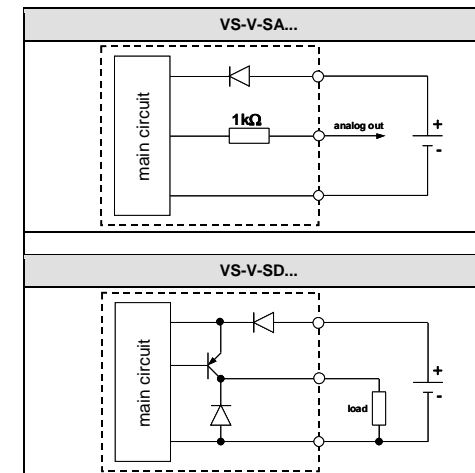 VS-V-SA...
main circuit
1kΩ
analog out
+
-
VS-V-SD...
main circuit
load
+
-